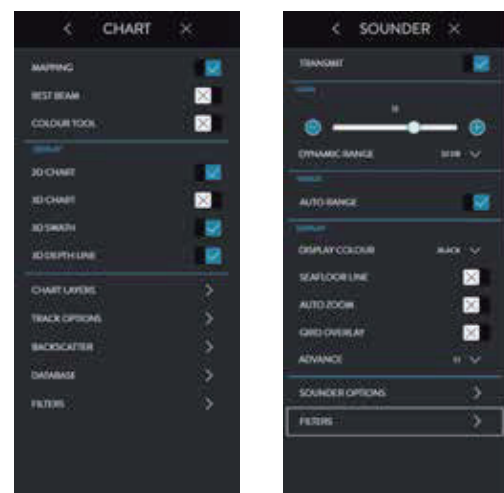 CHART
MAPPING
BEST BEAM
COLOUR TOOL
DISPLAY
2D CHART
3D CHART
3D SWATH
3D DEPTH LINE
CHART LAYERS
TRACK OPTIONS
BACKSCATTER
DATABASE
FILTERS
SOUNDER
TRANSMIT
DYNAMIC RANGE
RANGE
AUTO RANGE
DISPLAY
DISPLAY COLOUR BLACK
SEAFLOOR LINE
AUTO ZOOM
GRID OVERLAY
ADVANCE
SOUNDER OPTIONS
FILTERS